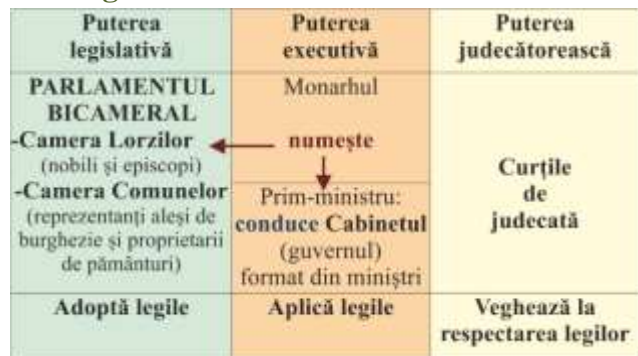 Puterea
legislativă
Puterea
executivă
Puterea
judecătorească
PARLAMENTUL
BICAMERAL
-Camera Lorzilor
(nobili și episcopi)
-Camera Comunelor
(reprezentanți aleși de
burghezie și proprietarii
de pământuri)
Monarhul
numește
Prim-ministru:
conduce Cabinetul
(guvernul)
format din miniștri
Curțile
de
judecată
Adoptă legile
Aplică legile
Veghează la
respectarea legilor